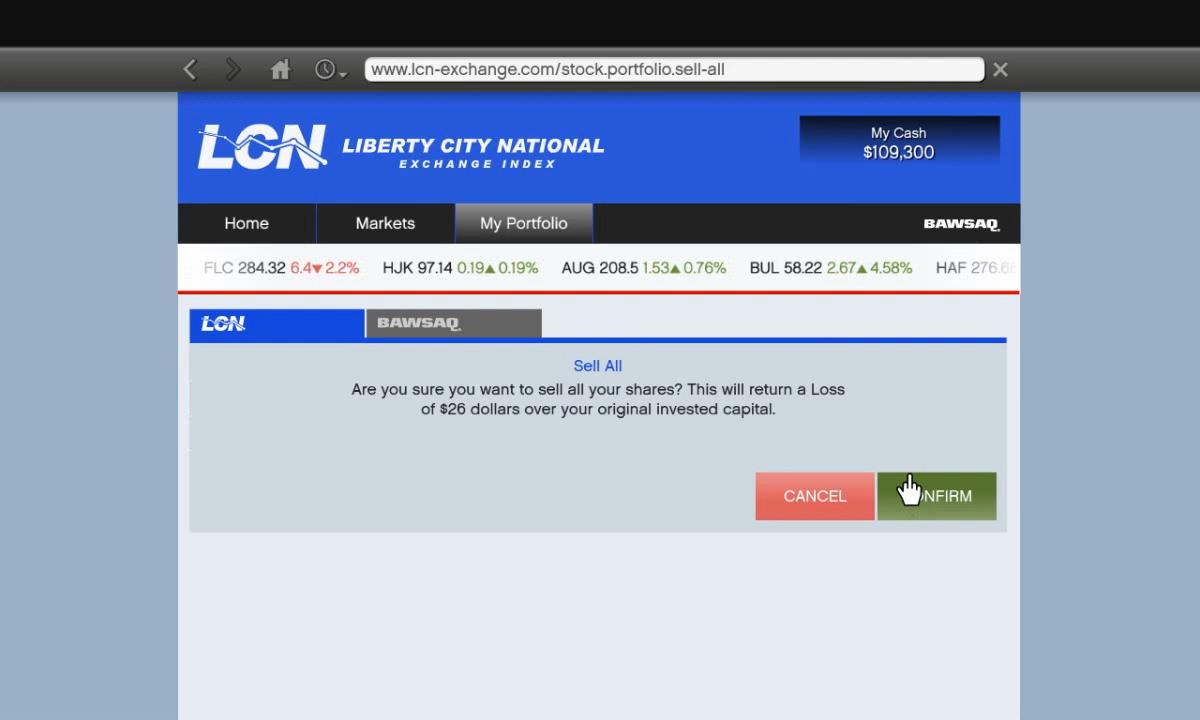 www.lcn-exchange.com/stock.portfolio.sell-all
LCN LIBERTY CITY NATIONAL
EXCHANGE INDEX
My Cash
$109,300
Home Markets My Portfolio BAWSAQ
FLC 284.32 6.4▼2.2% HJK 97.14 0.19▲0.19% AUG 208.5 1.53▲0.76% BUL 58.22 2.67▲4.58% HAF
LCN BAWSAQ
Sell All
Are you sure you want to sell all your shares? This will return a Loss
of $26 dollars over your original invested capital.
CANCEL NFIRM